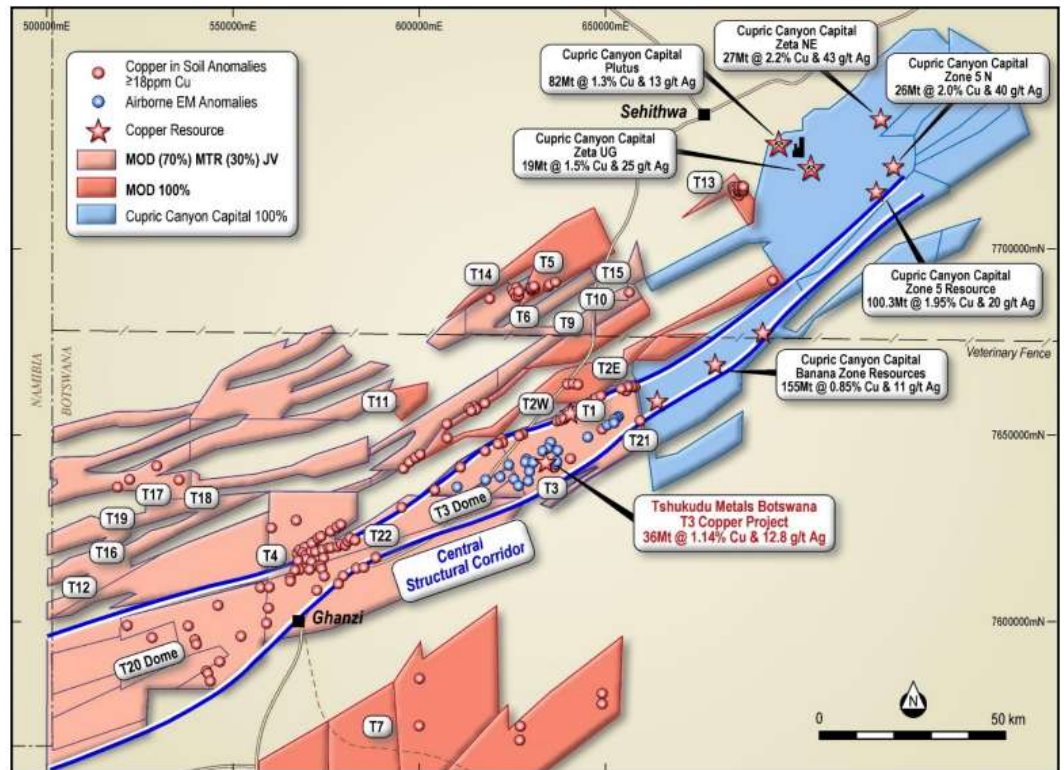 500000mE
550000mE
600000mE
650000mE
Copper in Soil Anomalies
≥18ppm Cu
Airborne EM Anomalies
Copper Resource
MOD (70%) MTR (30%) JV
MOD 100%
Cupric Canyon Capital 100%
Cupric Canyon Capital
Plutus
82Mt @ 1.3% Cu & 13 g/t Ag
Cupric Canyon Capital
Zeta NE
27Mt @ 2.2% Cu & 43 g/t Ag
Cupric Canyon Capital
Zone 5 N
26Mt @ 2.0% Cu & 40 g/t Ag
Sehithwa
Cupric Canyon Capital
Zeta UG
19Mt @ 1.5% Cu & 25 g/t Ag
T13
7700000mN
T14
T5
T15
T10
T6
T9
Cupric Canyon Capital
Zone 5 Resource
100.3Mt @ 1.95% Cu & 20 g/t Ag
Veterinary Fence
NAMIBIA
BOTSWANA
T2E
Cupric Canyon Capital
Banana Zone Resources
155Mt @ 0.85% Cu & 11 g/t Ag
T11
T2W
T1
7650000mN
T21
T17
T18
T3
T3 Dome
Tshukudu Metals Botswana
T3 Copper Project
36Mt @ 1.14% Cu & 12.8 g/t Ag
T19
T22
T16
T4
Central
Structural Corridor
T12
Ghanzi
7600000mN
T20 Dome
T7
N
0
50 km